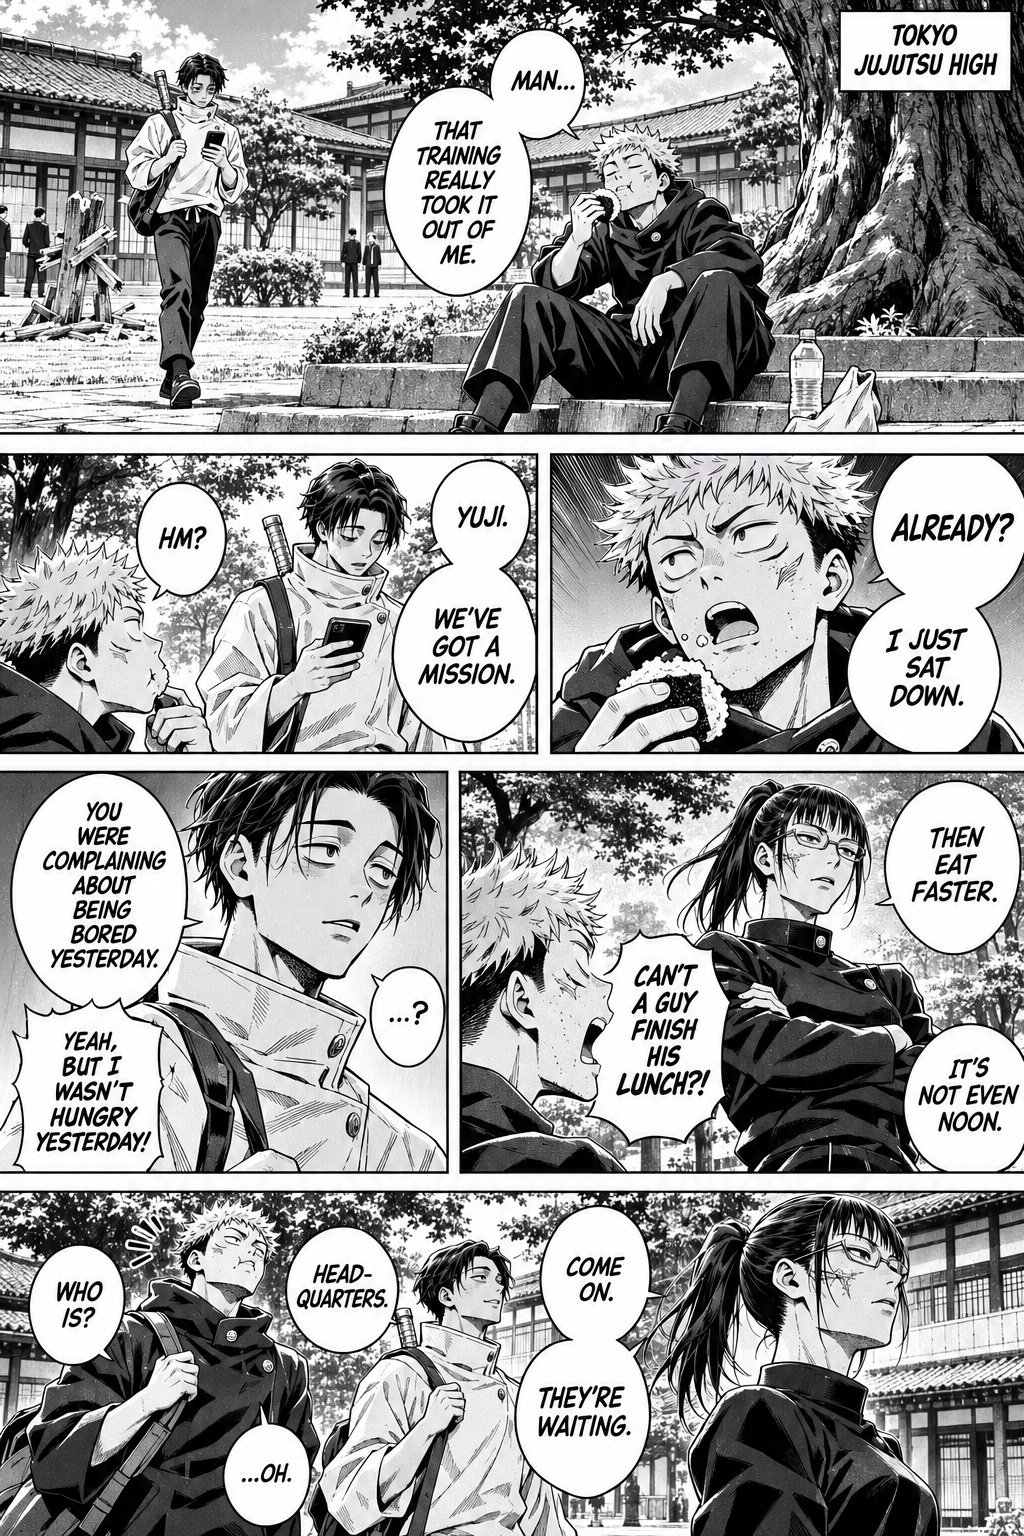 TOKYO
JUJUTSU HIGH
MAN...
THAT
TRAINING
REALLY
TOOK IT
OUT OF
ME.
HM?
YUJI.
WE'VE
GOT A
MISSION.
ALREADY?
I JUST
SAT
DOWN.
YOU
WERE
COMPLAINING
ABOUT
BEING
BORED
YESTERDAY.
...?
YEAH,
BUT I
WASN'T
HUNGRY
YESTERDAY!
THEN
EAT
FASTER.
CAN'T
A GUY
FINISH
HIS
LUNCH?!
IT'S
NOT EVEN
NOON.
WHO
IS?
HEAD-
QUARTERS.
COME
ON.
THEY'RE
WAITING.
...OH.